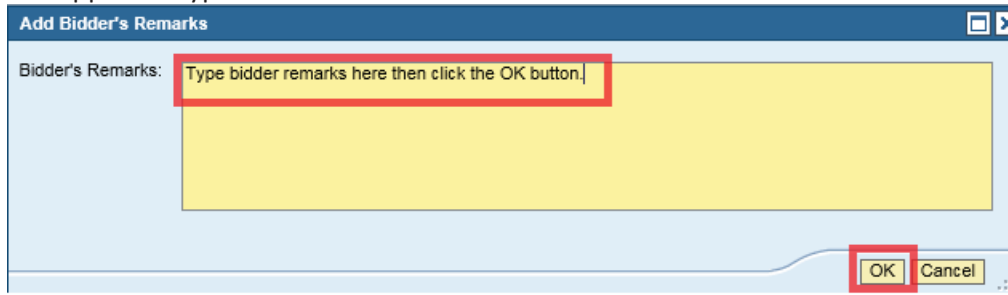 Add Bidder's Remarks
Bidder's Remarks: Type bidder remarks here then click the OK button.
OK Cancel